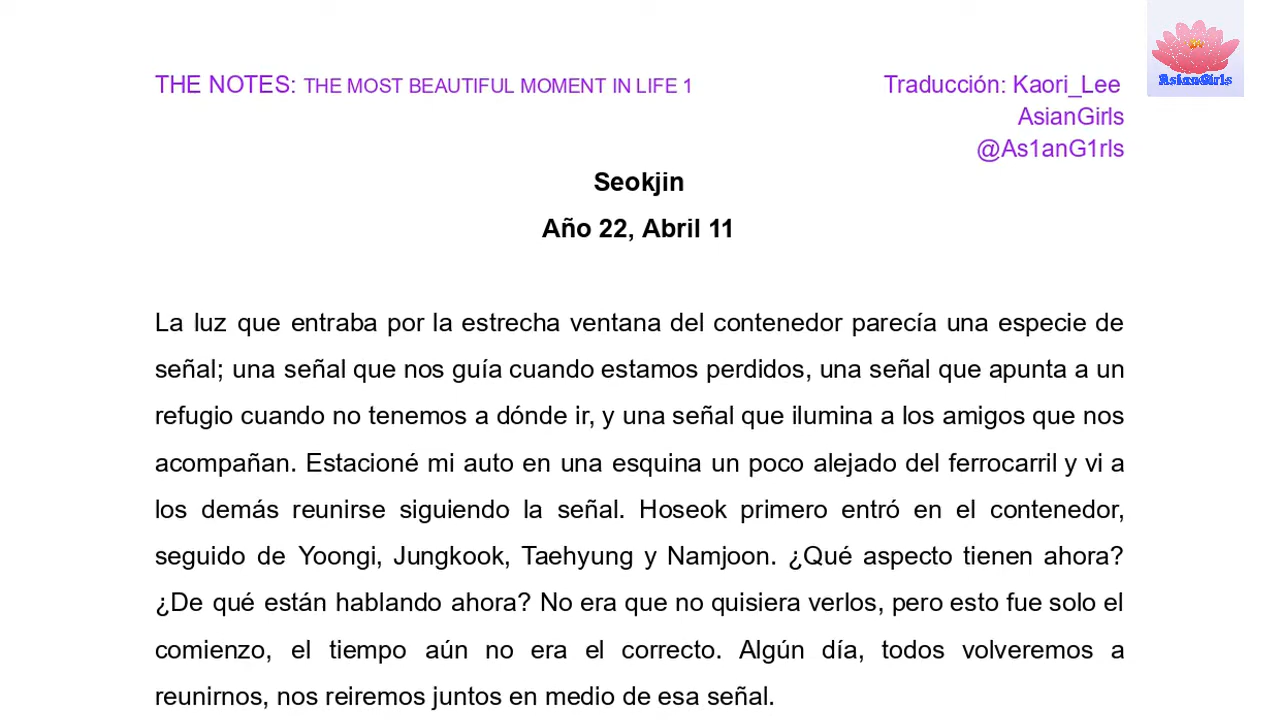 THE NOTES: THE MOST BEAUTIFUL MOMENT IN LIFE 1 Traducción: Kaori_Lee
AsianGirls
AsianGirls
@As1anG1rls
Seokjin
Año 22, Abril 11
La luz que entraba por la estrecha ventana del contenedor parecía una especie de
señal; una señal que nos guía cuando estamos perdidos, una señal que apunta a un
refugio cuando no tenemos a dónde ir, y una señal que ilumina a los amigos que nos
acompañan. Estacioné mi auto en una esquina un poco alejado del ferrocarril y vi a
los demás reunirse siguiendo la señal. Hoseok primero entró en el contenedor,
seguido de Yoongi, Jungkook, Taehyung y Namjoon. ¿Qué aspecto tienen ahora?
¿De qué están hablando ahora? No era que no quisiera verlos, pero esto fue solo el
comienzo, el tiempo aún no era el correcto. Algún día, todos volveremos a
reunirnos, nos reiremos juntos en medio de esa señal.